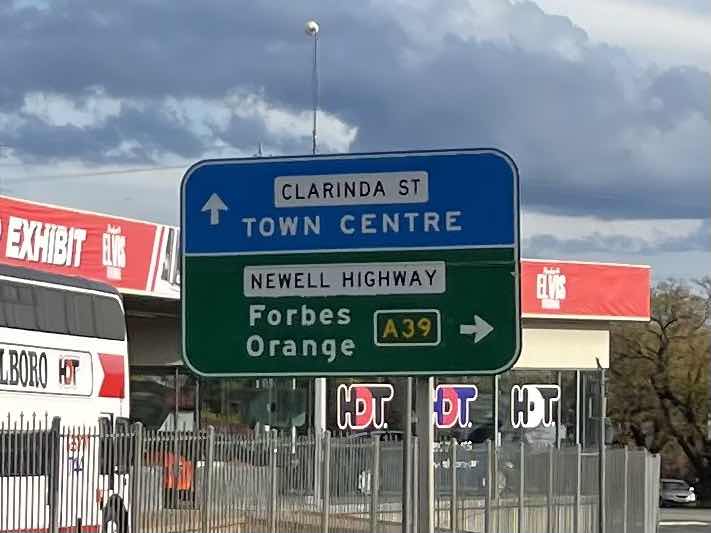 CLARINDA ST
TOWN CENTRE
NEWELL HIGHWAY
Forbes
Orange
A39
EXHIBIT
ELVIS
ELVIS
LBORO
HDT
HDT.
HDT.
HDT.